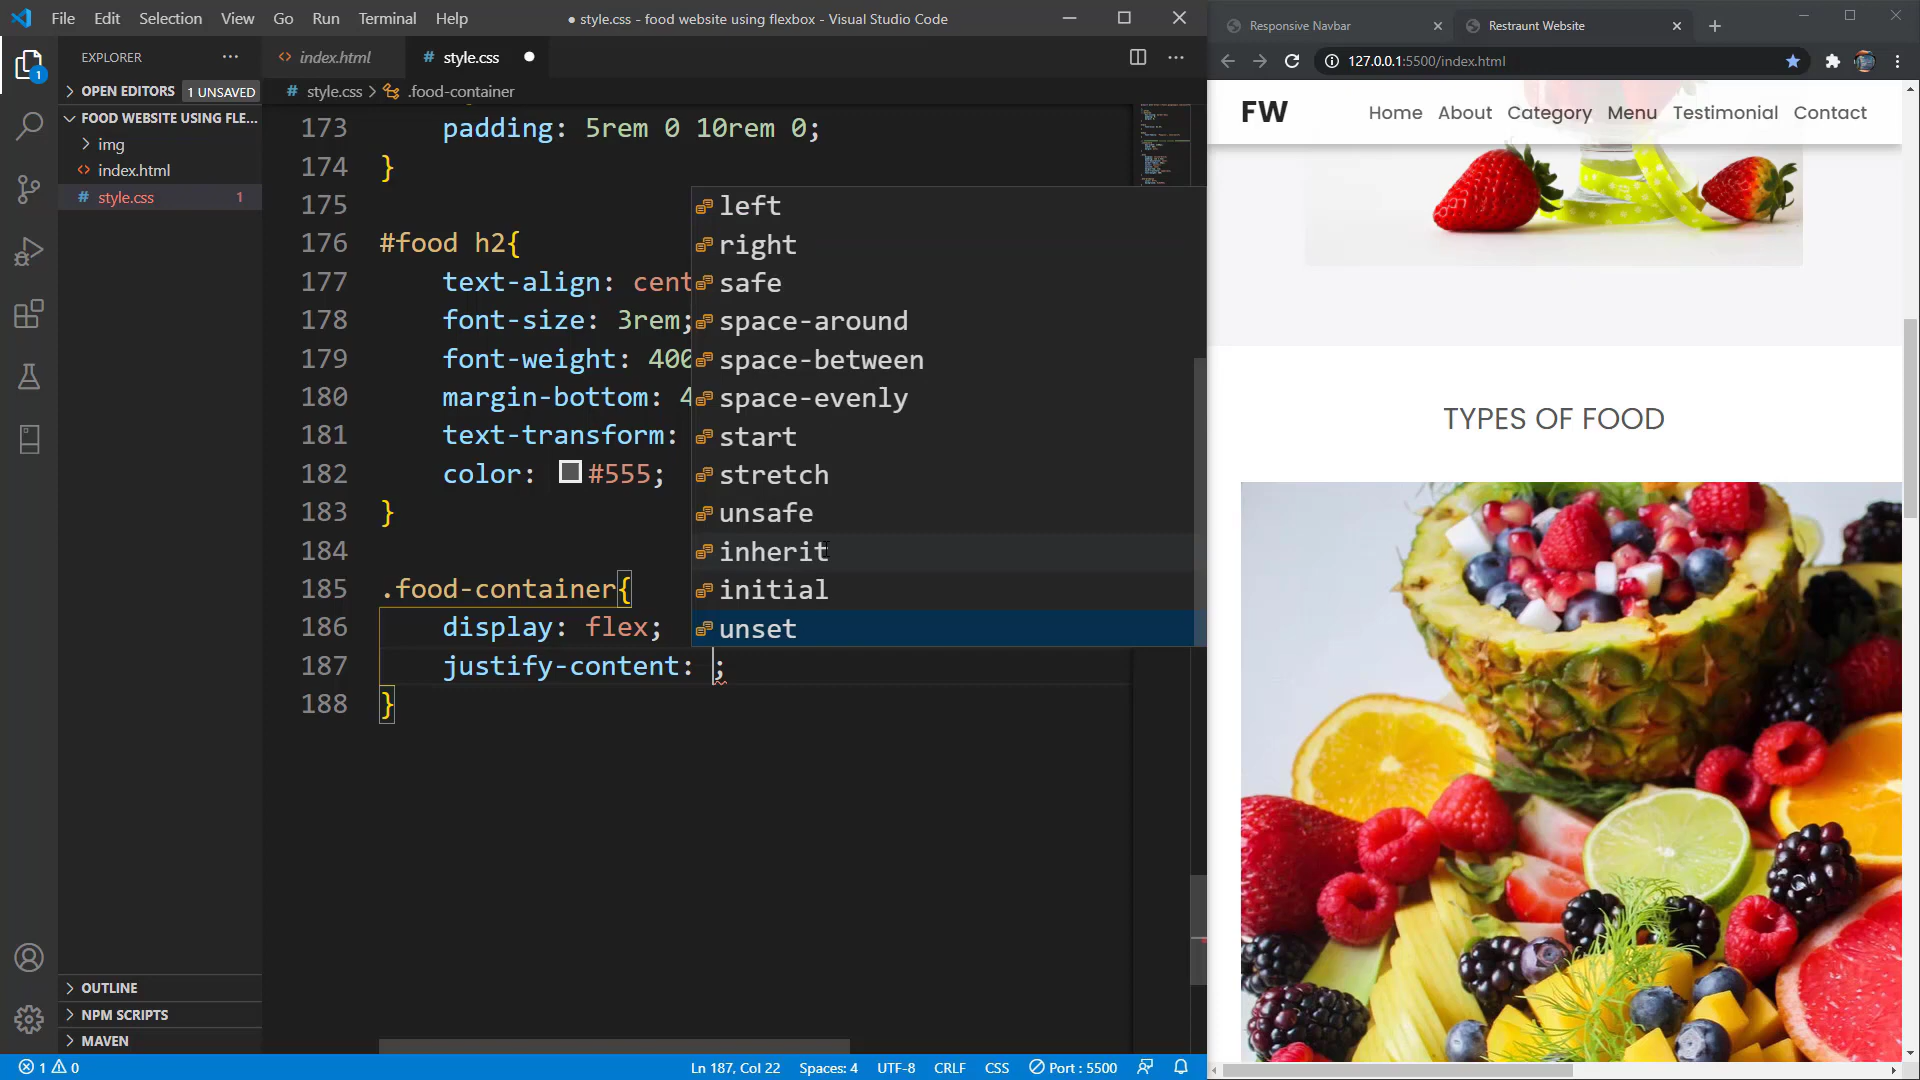 File Edit Selection View Go Run Terminal Help
● style.css - food website using flexbox - Visual Studio Code
EXPLORER
OPEN EDITORS 1 UNSAVED
FOOD WEBSITE USING FLE...
img
index.html
style.css 1
OUTLINE
NPM SCRIPTS
MAVEN
1
index.html
style.css
style.css > .food-container
173 padding: 5rem 0 10rem 0;
174 }
175
176 #food h2{
177 text-align: cent
178 font-size: 3rem;
179 font-weight: 400
180 margin-bottom: 4
181 text-transform:
182 color: #555;
183 }
184
185 .food-container{
186 display: flex;
187 justify-content: ;
188 }
left
right
safe
space-around
space-between
space-evenly
start
stretch
unsafe
inherit
initial
unset
1 0
Ln 187, Col 22 Spaces: 4 UTF-8 CRLF CSS Port : 5500
Responsive Navbar
Restraunt Website
127.0.0.1:5500/index.html
FW Home About Category Menu Testimonial Contact
TYPES OF FOOD